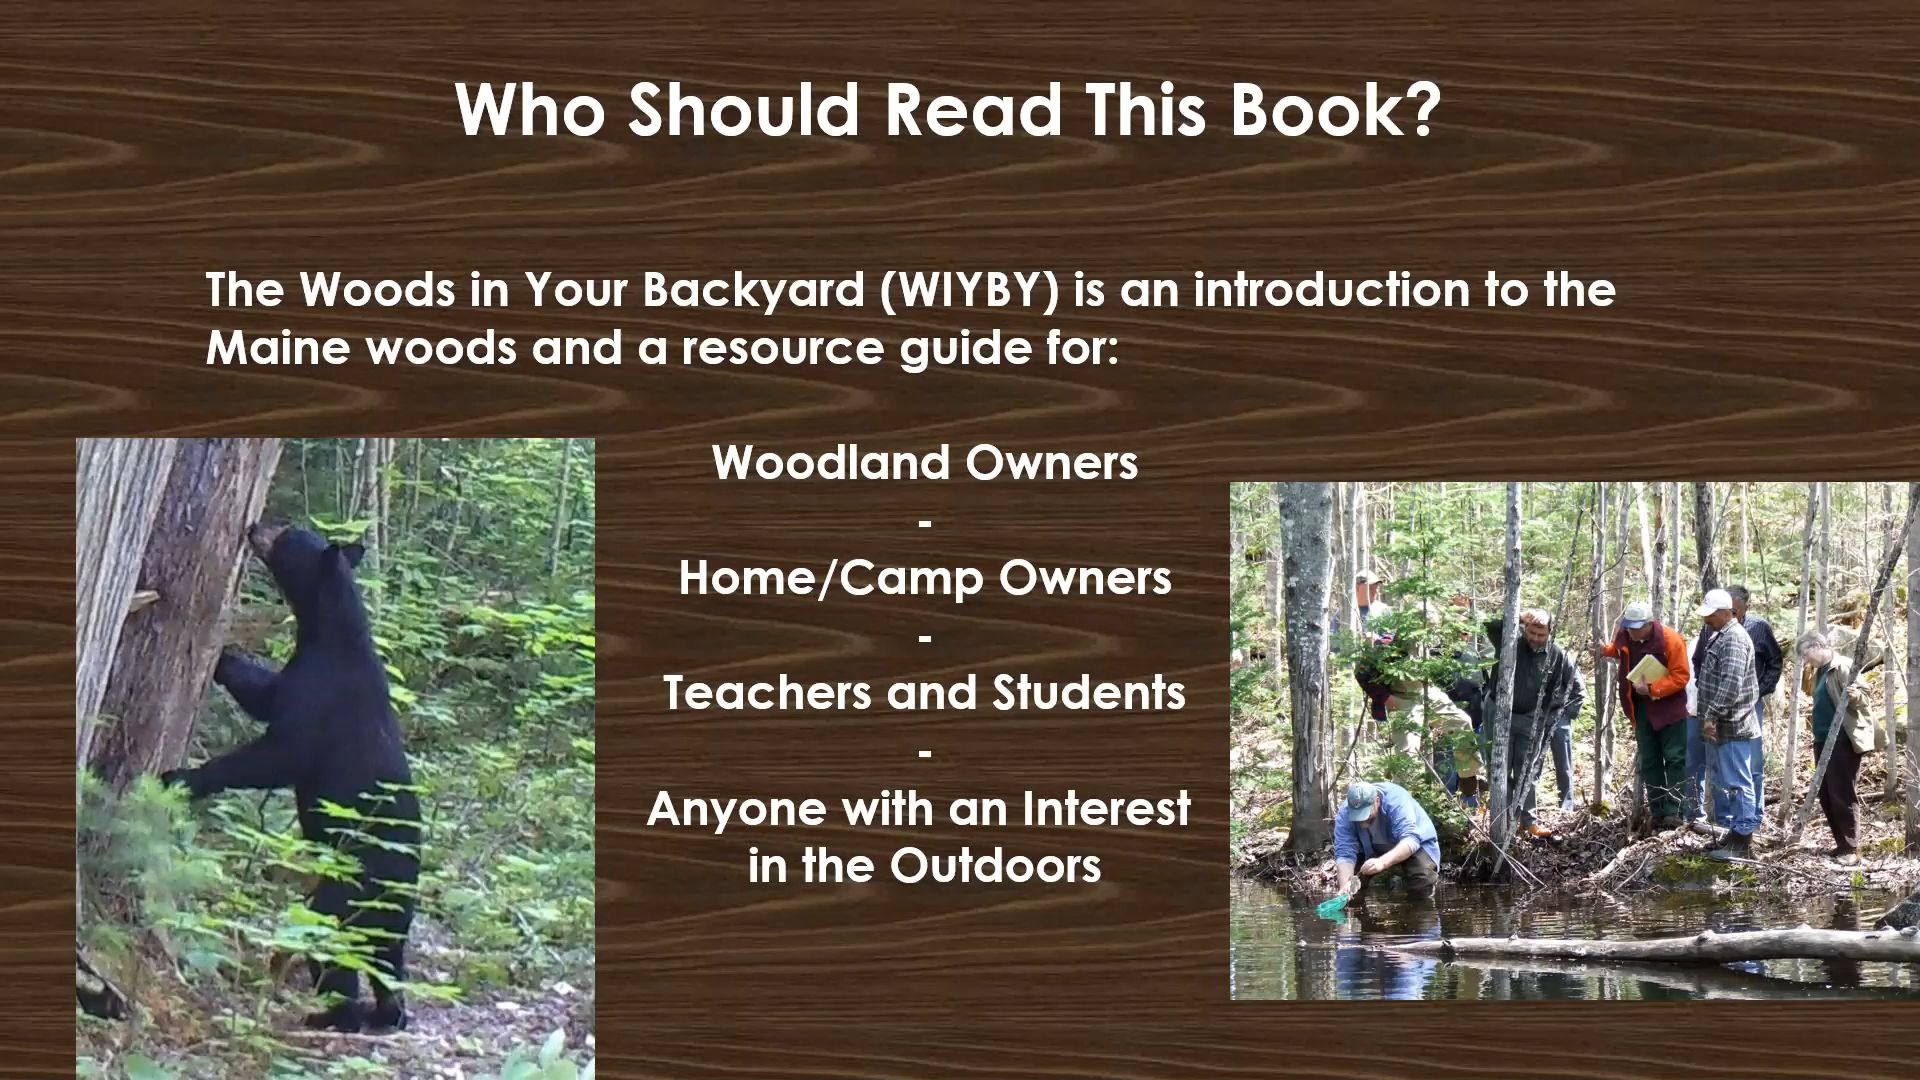 Who Should Read This Book?
The Woods in Your Backyard (WIYBY) is an introduction to the
Maine woods and a resource guide for:
Woodland Owners
-
Home/Camp Owners
-
Teachers and Students
-
Anyone with an Interest
in the Outdoors